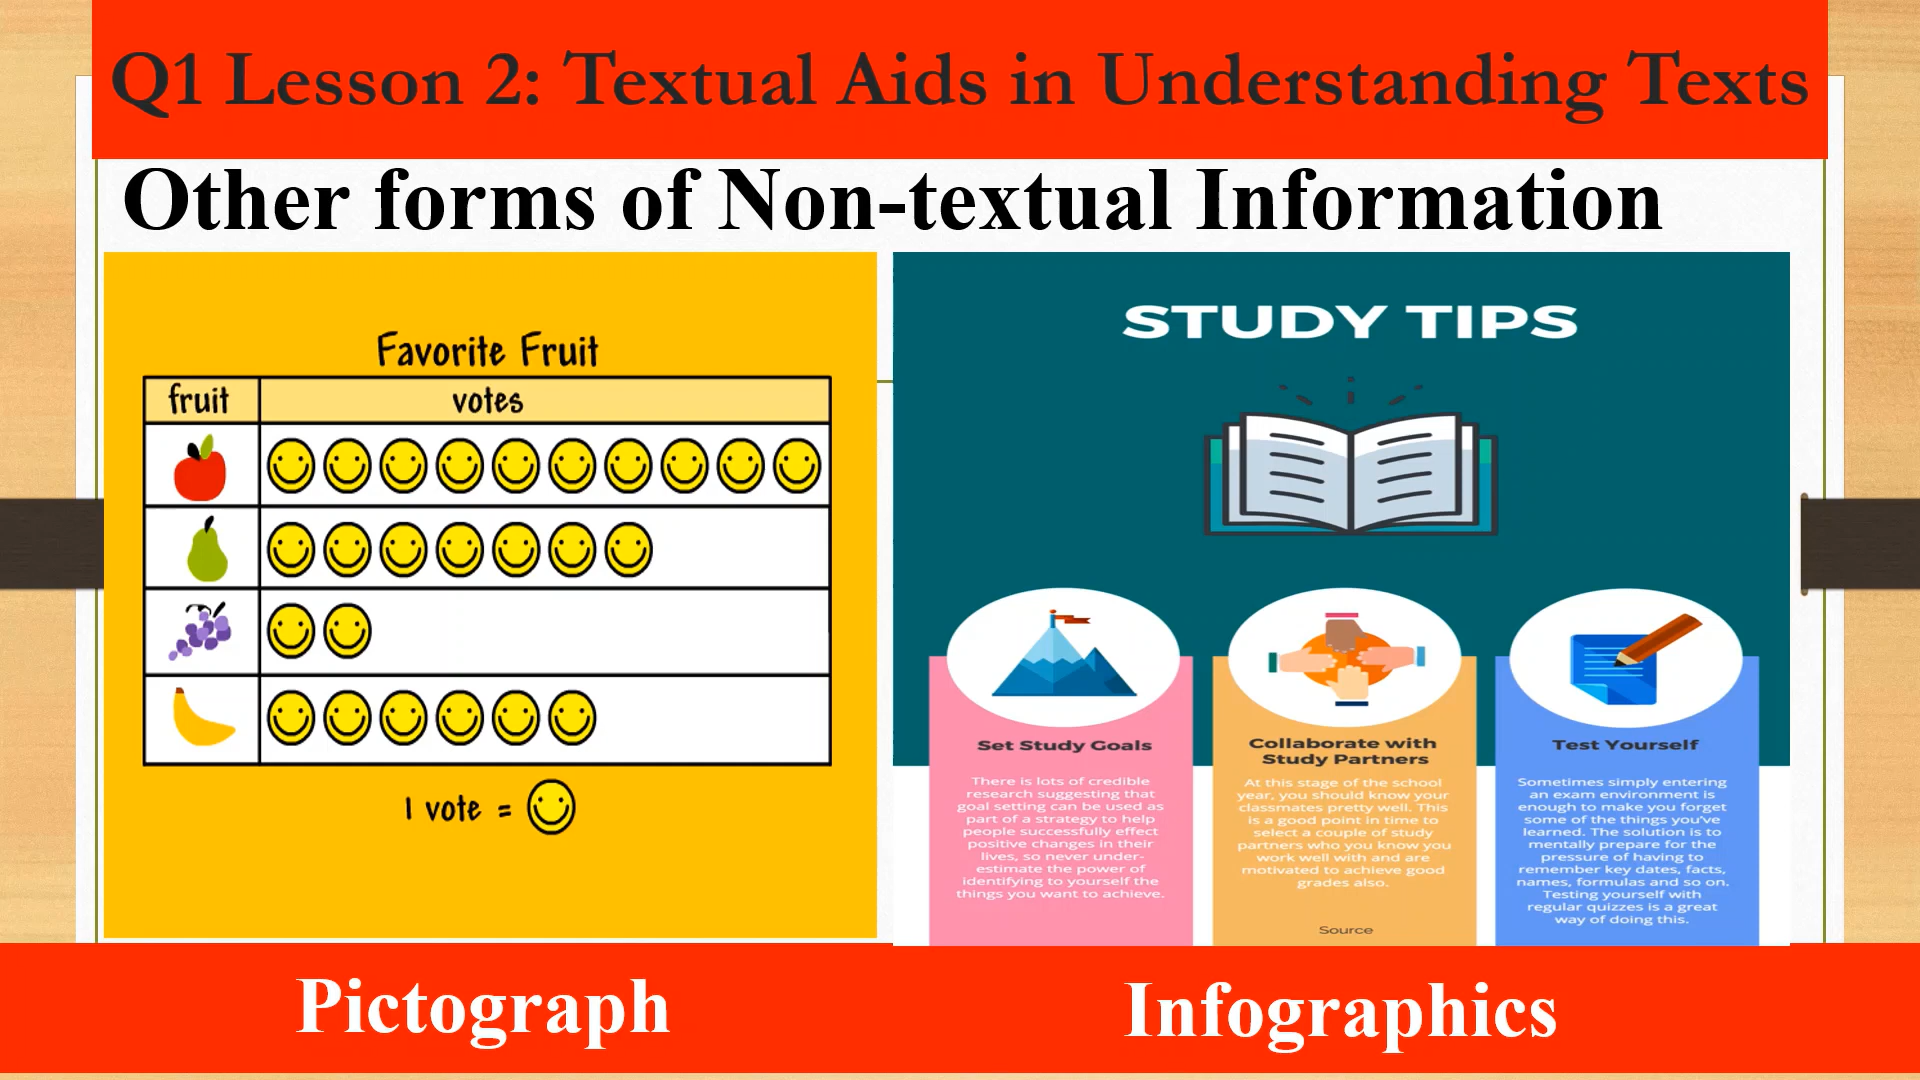 Q1 Lesson 2: Textual Aids in Understanding Texts
Other forms of Non-textual Information
Favorite Fruit
fruit
votes
1 vote =
STUDY TIPS
Set Study Goals
There is lots of credible
research suggesting that
goal setting can be used as
part of a strategy to help
people successfully effect
positive changes in their
lives, so never under-
estimate the power of
identifying to yourself the
things you want to achieve.
Collaborate with
Study Partners
At this stage of the school
year, you should know your
classmates pretty well. This
is a good point in time to
select a couple of study
partners who you know you
work well with and are
motivated to achieve good
grades also.
Source
Test Yourself
Sometimes simply entering
an exam environment is
enough to make you forget
some of the things you've
learned. The solution is to
mentally prepare for the
pressure of having to
remember key dates, facts,
names, formulas and so on.
Testing yourself with
regular quizzes is a great
way of doing this.
Pictograph
Infographics